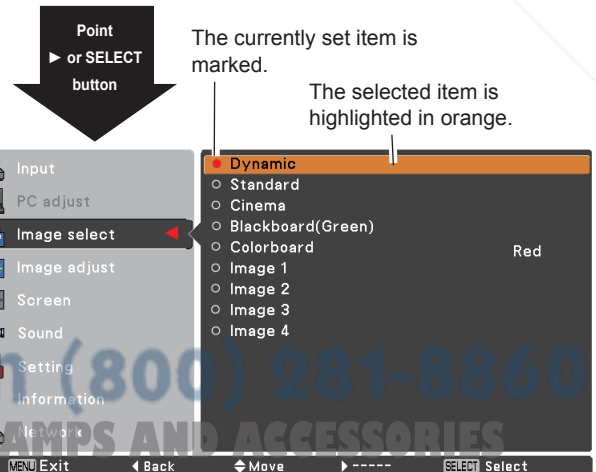 Point
► or SELECT
button
The currently set item is
marked.
The selected item is
highlighted in orange.
Input
PC adjust
Image select
Image adjust
Screen
Sound
Setting
Information
Network
Dynamic
Standard
Cinema
Blackboard(Green)
Colorboard Red
Image 1
Image 2
Image 3
Image 4
(800) 281-8860
AMPS AND ACCESSORIES
MENU Exit ◄ Back Move ► ----- SELECT Select